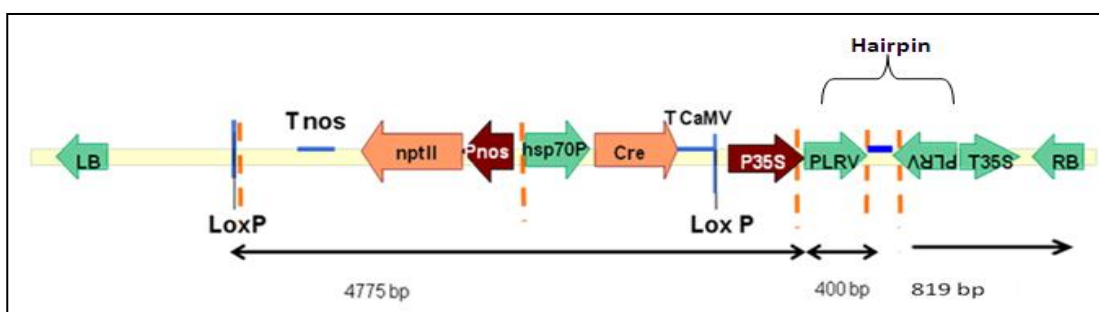 Hairpin
T nos
T CaMV
LB
nptII
Pnos
hsp70P
Cre
P35S
PLRV
PLRV
T35S
RB
LoxP
Lox P
4775 bp
400 bp
819 bp